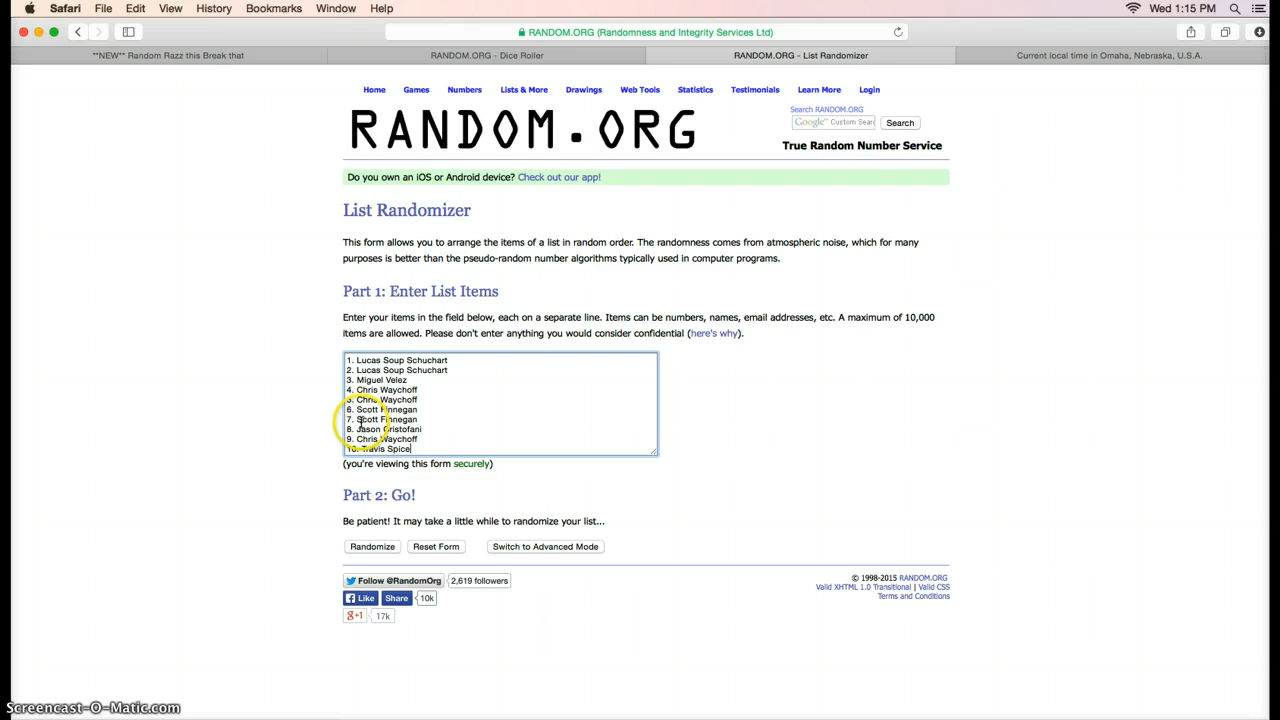 Safari File Edit View History Bookmarks Window Help Wed 1:15 PM
RANDOM.ORG (Randomness and Integrity Services Ltd)
**NEW** Random Razz this Break that RANDOM.ORG - Dice Roller RANDOM.ORG - List Randomizer Current local time in Omaha, Nebraska, U.S.A.
Home Games Numbers Lists & More Drawings Web Tools Statistics Testimonials Learn More Login
Search RANDOM.ORG
RANDOM.ORG
Google™ Custom Sear Search
True Random Number Service
Do you own an iOS or Android device? Check out our app!
List Randomizer
This form allows you to arrange the items of a list in random order. The randomness comes from atmospheric noise, which for many
purposes is better than the pseudo-random number algorithms typically used in computer programs.
Part 1: Enter List Items
Enter your items in the field below, each on a separate line. Items can be numbers, names, email addresses, etc. A maximum of 10,000
items are allowed. Please don't enter anything you would consider confidential (here's why).
1. Lucas Soup Schuchart
2. Lucas Soup Schuchart
3. Miguel Velez
4. Chris Waychoff
5. Chris Waychoff
6. Scott Finnegan
7. Scott Finnegan
8. Jason Cristofani
9. Chris Waychoff
10. Travis Spice
(you're viewing this form securely)
Part 2: Go!
Be patient! It may take a little while to randomize your list...
Randomize Reset Form Switch to Advanced Mode
Follow @RandomOrg 2,619 followers
© 1998-2015 RANDOM.ORG
Valid XHTML 1.0 Transitional | Valid CSS
Terms and Conditions
Like Share 10k
g+1 17k
Screencast-O-Matic.com